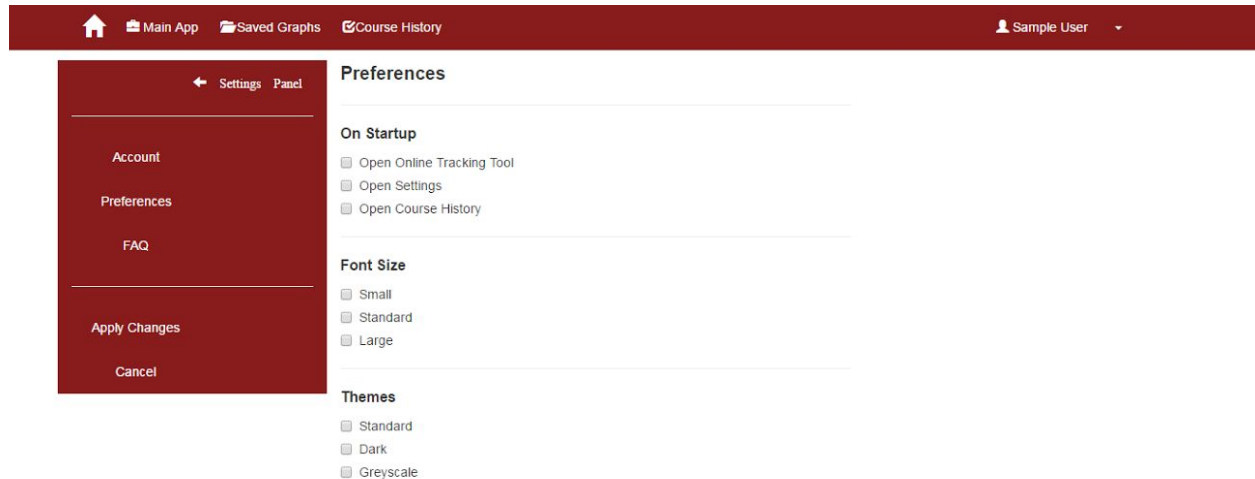 Main App Saved Graphs Course History Sample User
Settings Panel
Account
Preferences
FAQ
Apply Changes
Cancel
Preferences
On Startup
Open Online Tracking Tool
Open Settings
Open Course History
Font Size
Small
Standard
Large
Themes
Standard
Dark
Greyscale